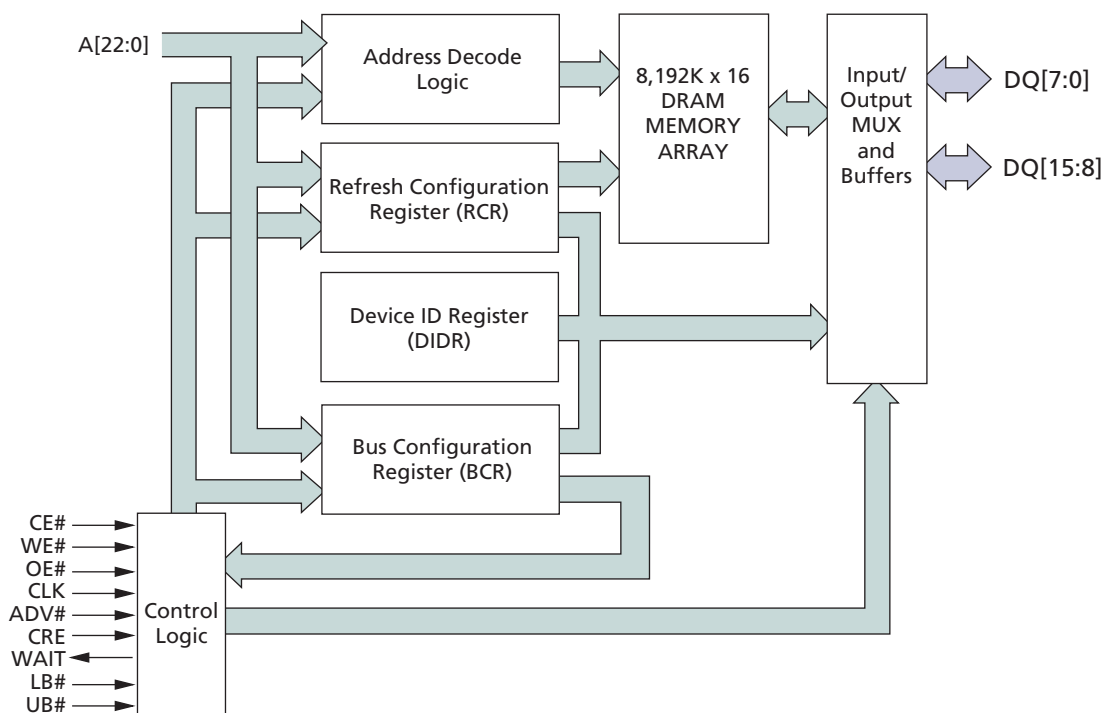 A[22:0]
Address Decode
Logic
8,192K x 16
DRAM
MEMORY
ARRAY
Input/
Output
MUX
and
Buffers
DQ[7:0]
DQ[15:8]
Refresh Configuration
Register (RCR)
Device ID Register
(DIDR)
Bus Configuration
Register (BCR)
CE#
WE#
OE#
CLK
ADV#
CRE
WAIT
LB#
UB#
Control
Logic